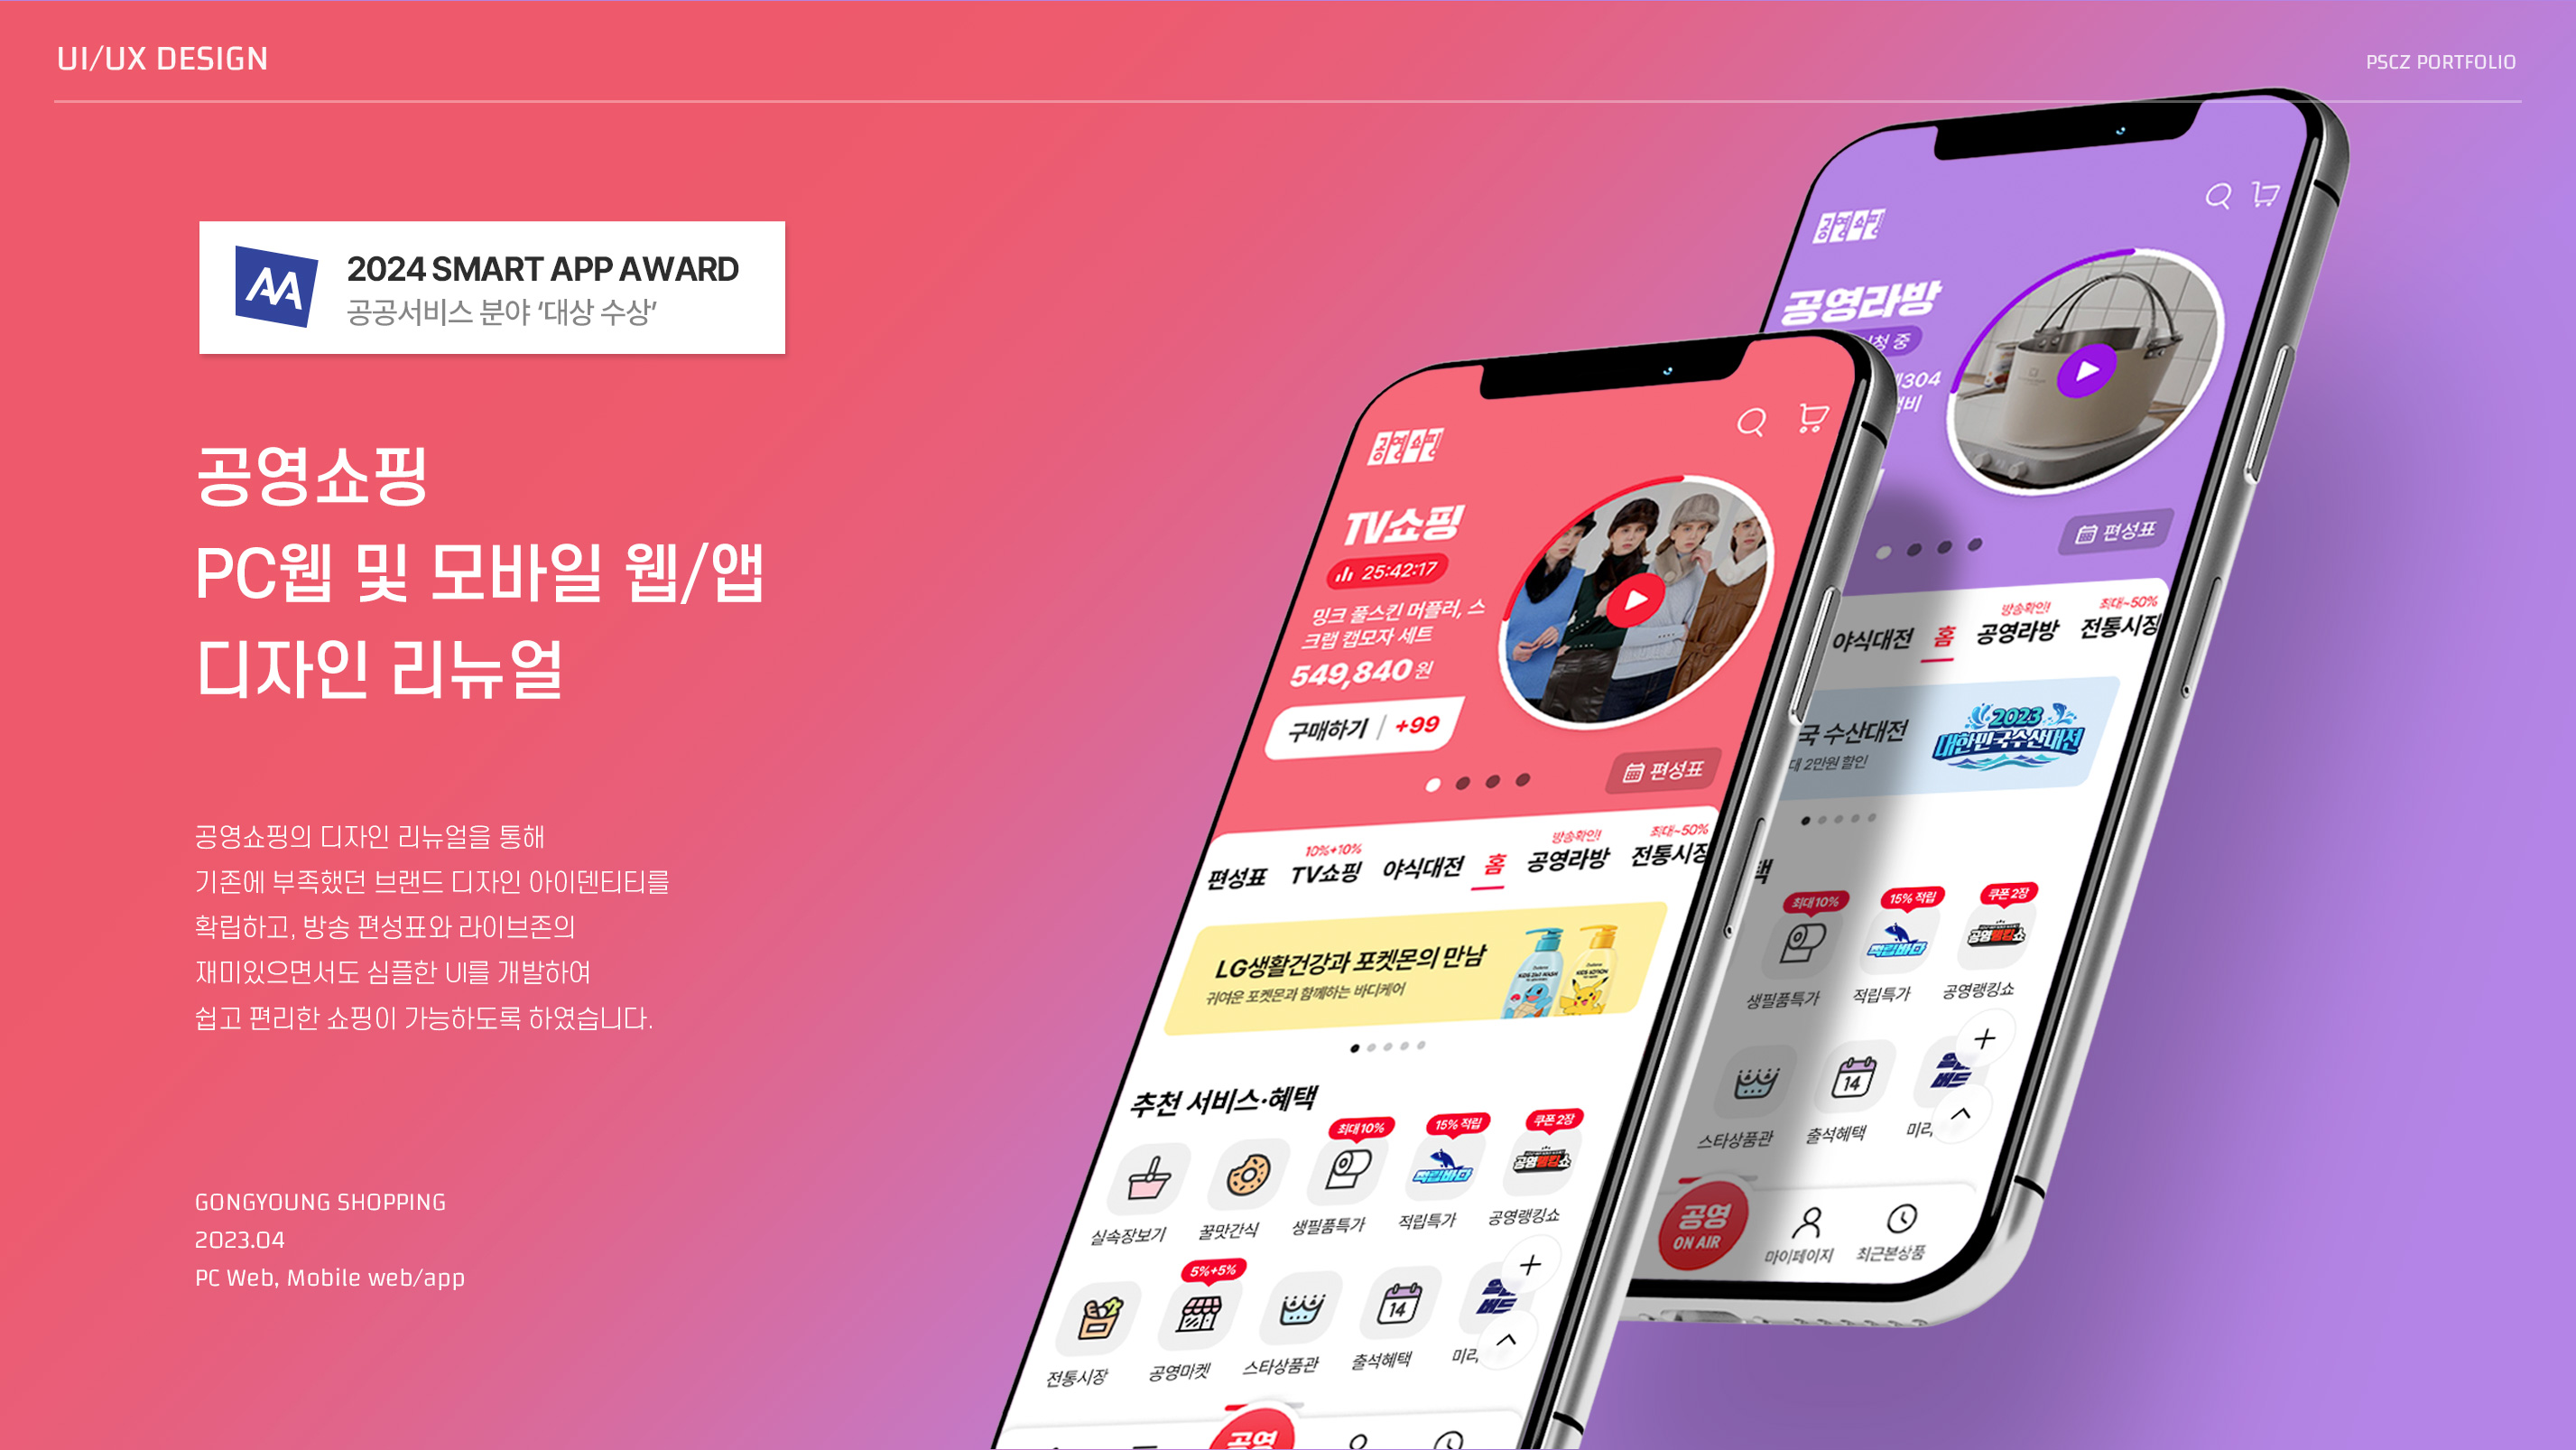 UI/UX DESIGN
PSCZ PORTFOLIO
2024 SMART APP AWARD
공공서비스 분야 ‘대상 수상’
공영쇼핑
PC웹 및 모바일 웹/앱
디자인 리뉴얼
공영쇼핑의 디자인 리뉴얼을 통해
기존에 부족했던 브랜드 디자인 아이덴티티를
확립하고, 방송 편성표와 라이브존의
재미있으면서도 심플한 UI를 개발하여
쉽고 편리한 쇼핑이 가능하도록 하였습니다.
GONGYOUNG SHOPPING
2023.04
PC Web, Mobile web/app
공영쇼핑
TV쇼핑
25:42:17
밍크 풀스킨 머플러, 스
크랩 캡모자 세트
549,840원
구매하기 | +99
편성표
10%+10% 방송확인! 최대~50%
편성표 TV쇼핑 야식대전 홈 공영라방 전통시장
LG생활건강과 포켓몬의 만남
귀여운 포켓몬과 함께하는 바디케어
추천 서비스·혜택
최대10% 15% 적립 쿠폰 2장
적립바다 공영랭킹쇼
실속장보기 꿀맛간식 생필품특가 적립특가 공영랭킹쇼
5%+5%
14
전통시장 공영마켓 스타상품관 출석혜택 미리
공영
공영쇼핑
공영라방
청 중
304
비
편성표
방송확인! 최대~50%
야식대전 홈 공영라방 전통시장
국 수산대전
대 2만원 할인
2023
대한민국수산대전
택
최대10% 15% 적립 쿠폰 2장
적립바다 공영랭킹쇼
생필품특가 적립특가 공영랭킹쇼
14
스타상품관 출석혜택 미리
공영
ON AIR
마이페이지 최근본상품